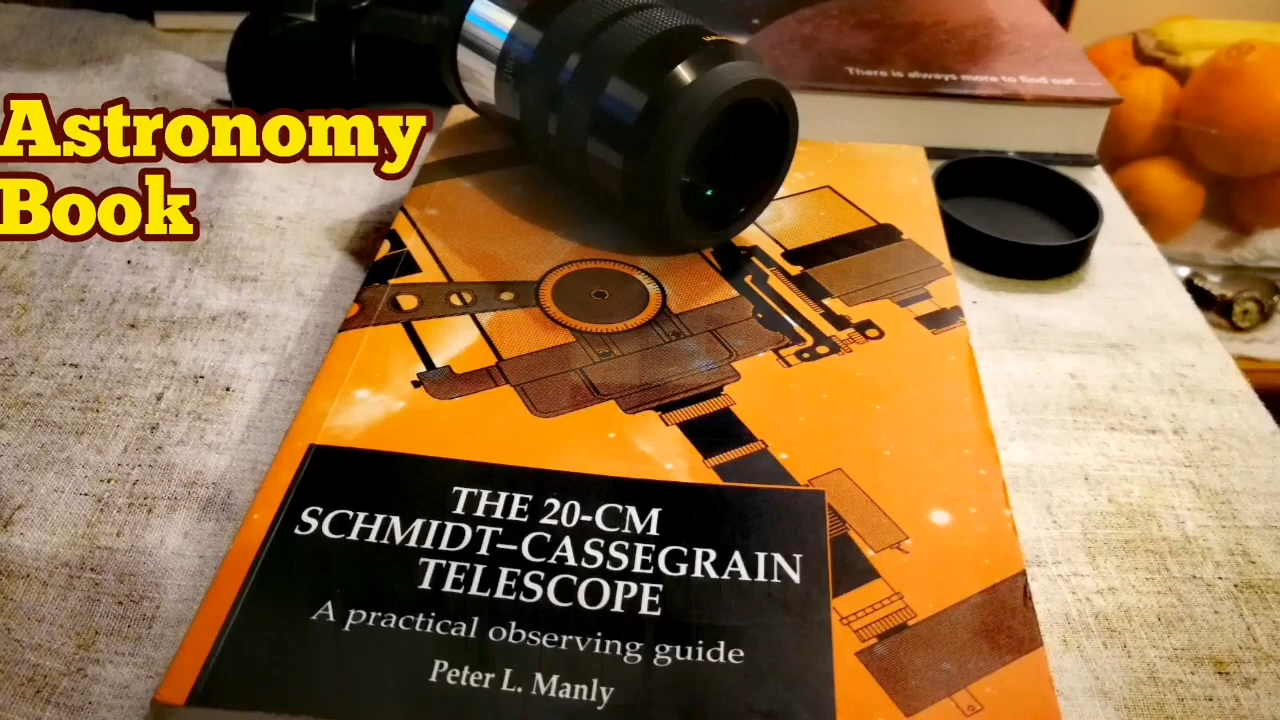 There is always more to find out...
Astronomy
Book
THE 20-CM
SCHMIDT–CASSEGRAIN
TELESCOPE
A practical observing guide
Peter L. Manly